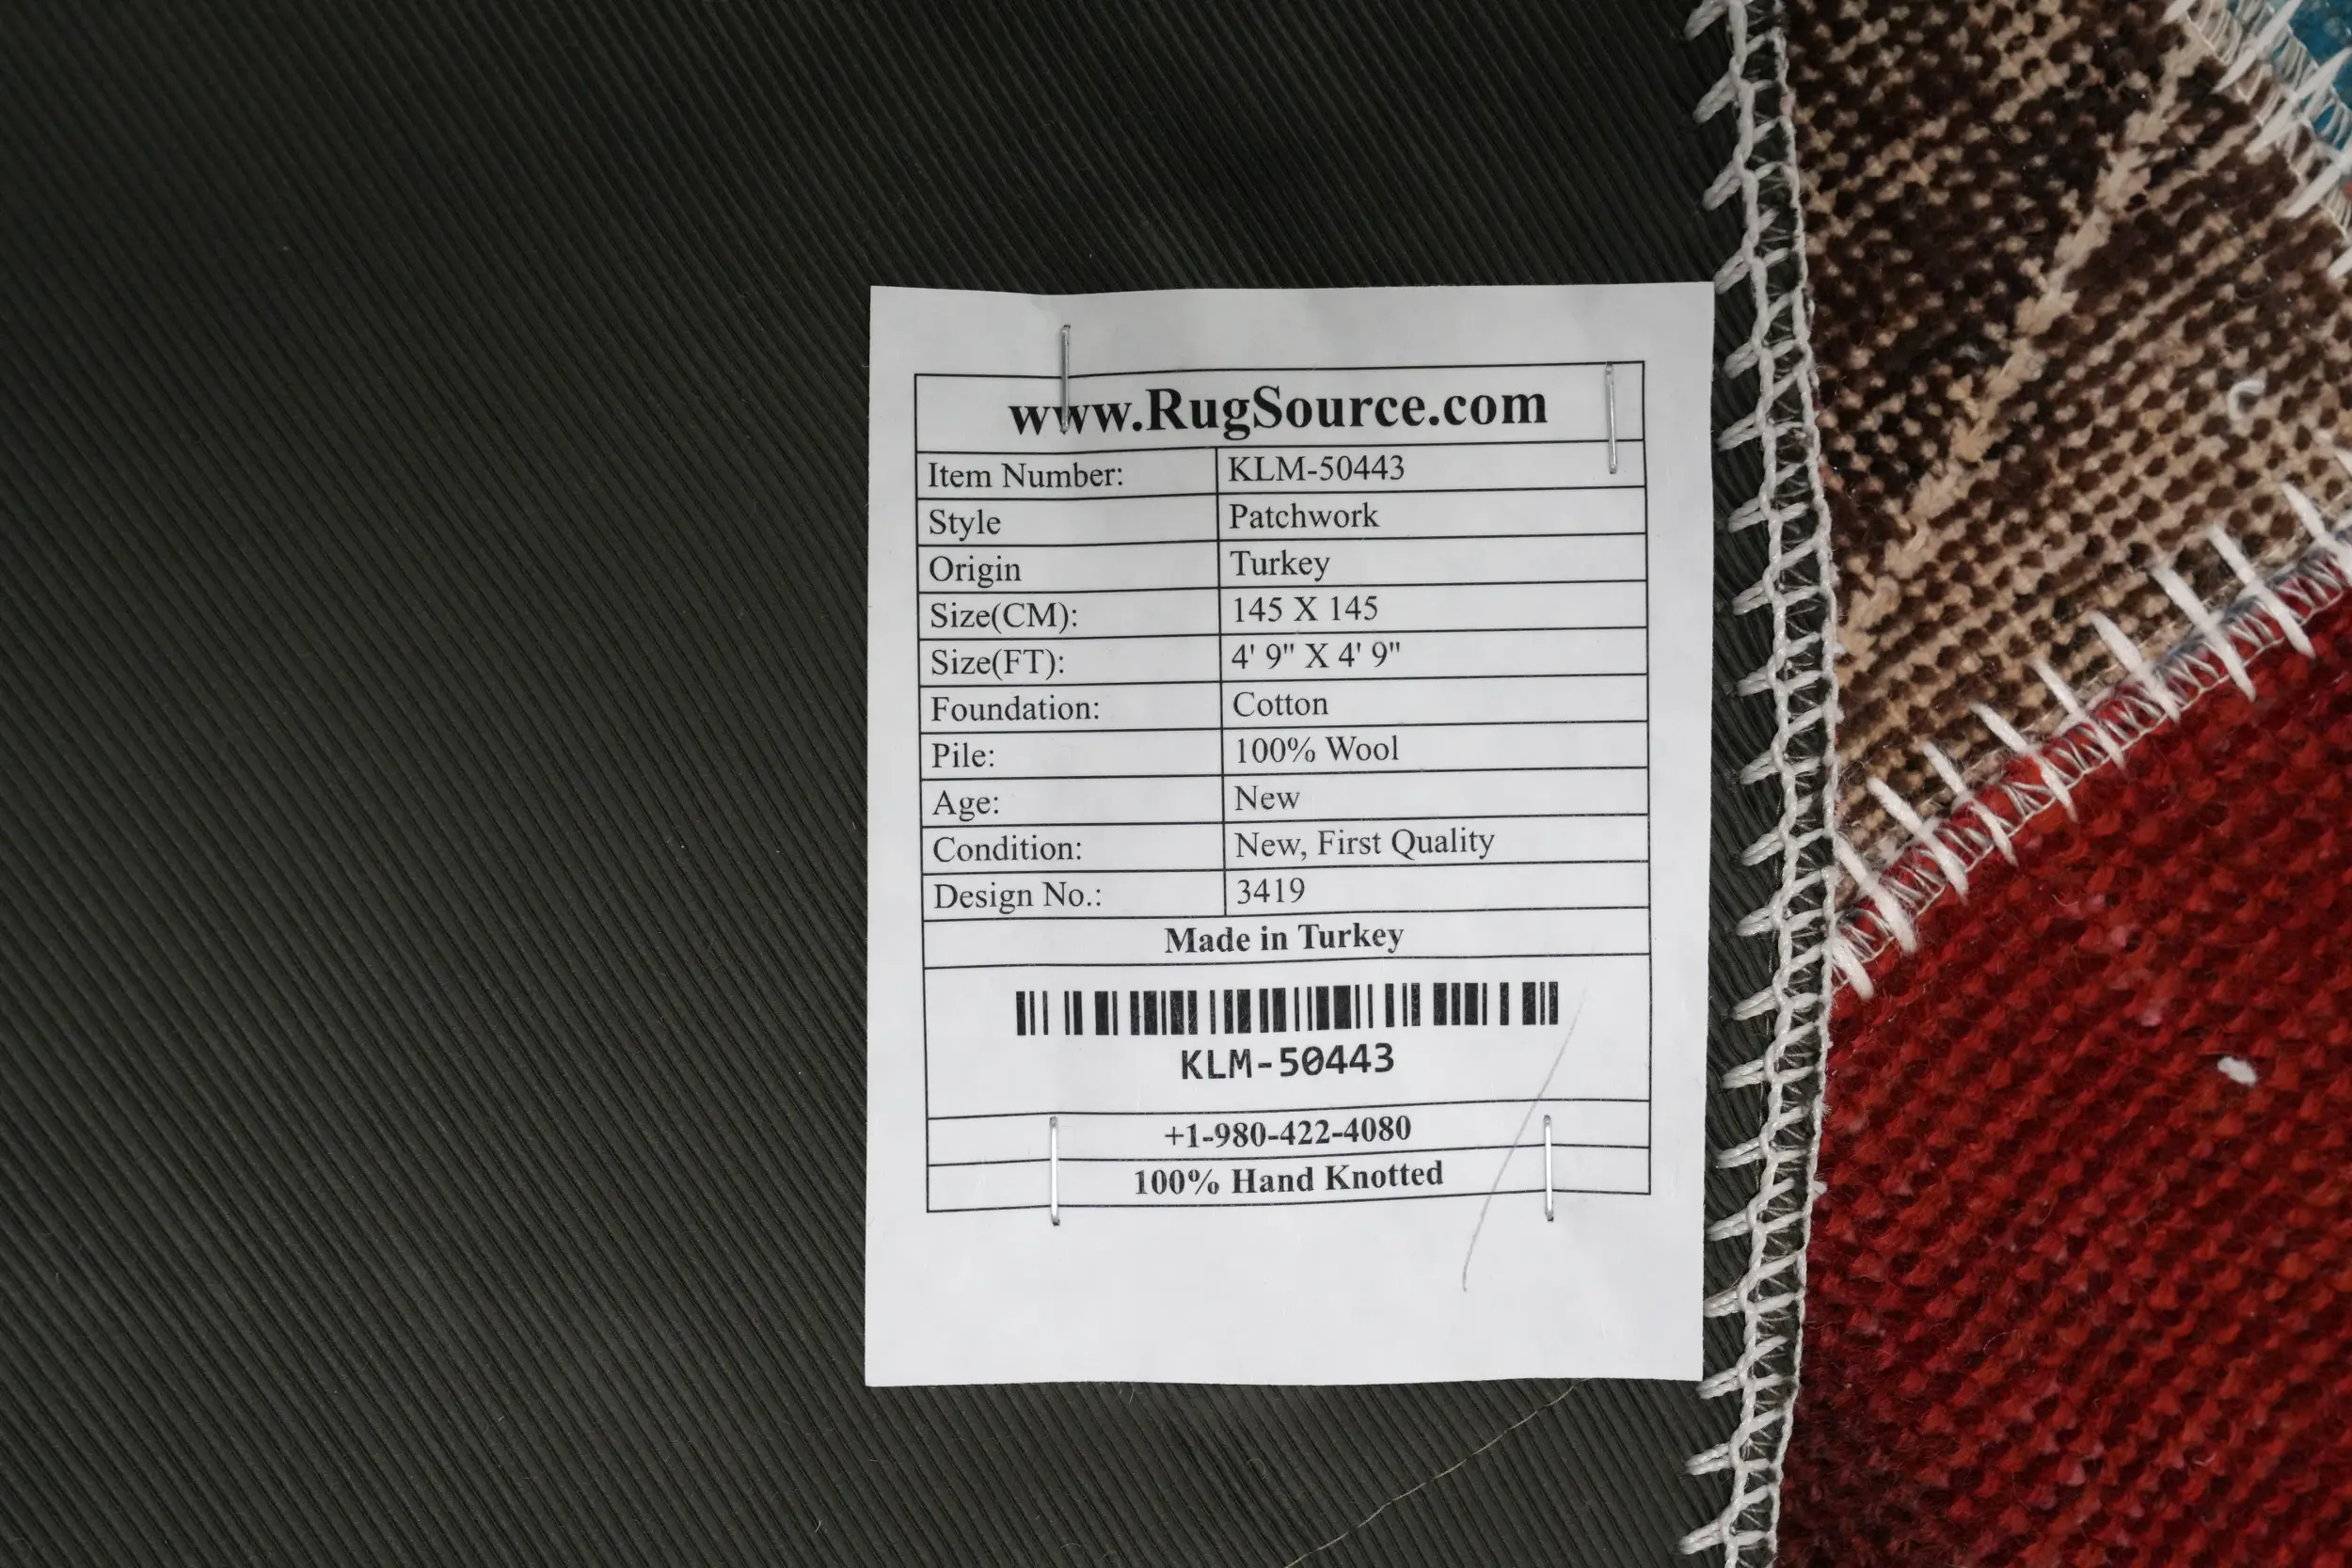 www.RugSource.com
Item Number: KLM-50443
Style Patchwork
Origin Turkey
Size(CM): 145 X 145
Size(FT): 4' 9" X 4' 9"
Foundation: Cotton
Pile: 100% Wool
Age: New
Condition: New, First Quality
Design No.: 3419
Made in Turkey
KLM-50443
+1-980-422-4080
100% Hand Knotted